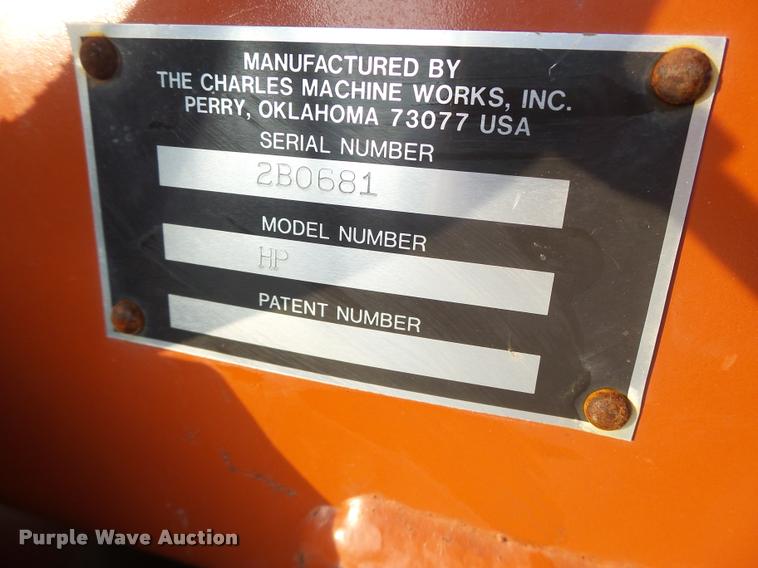 MANUFACTURED BY
THE CHARLES MACHINE WORKS, INC.
PERRY, OKLAHOMA 73077 USA
SERIAL NUMBER
2B0681
MODEL NUMBER
HP
PATENT NUMBER
Purple Wave Auction